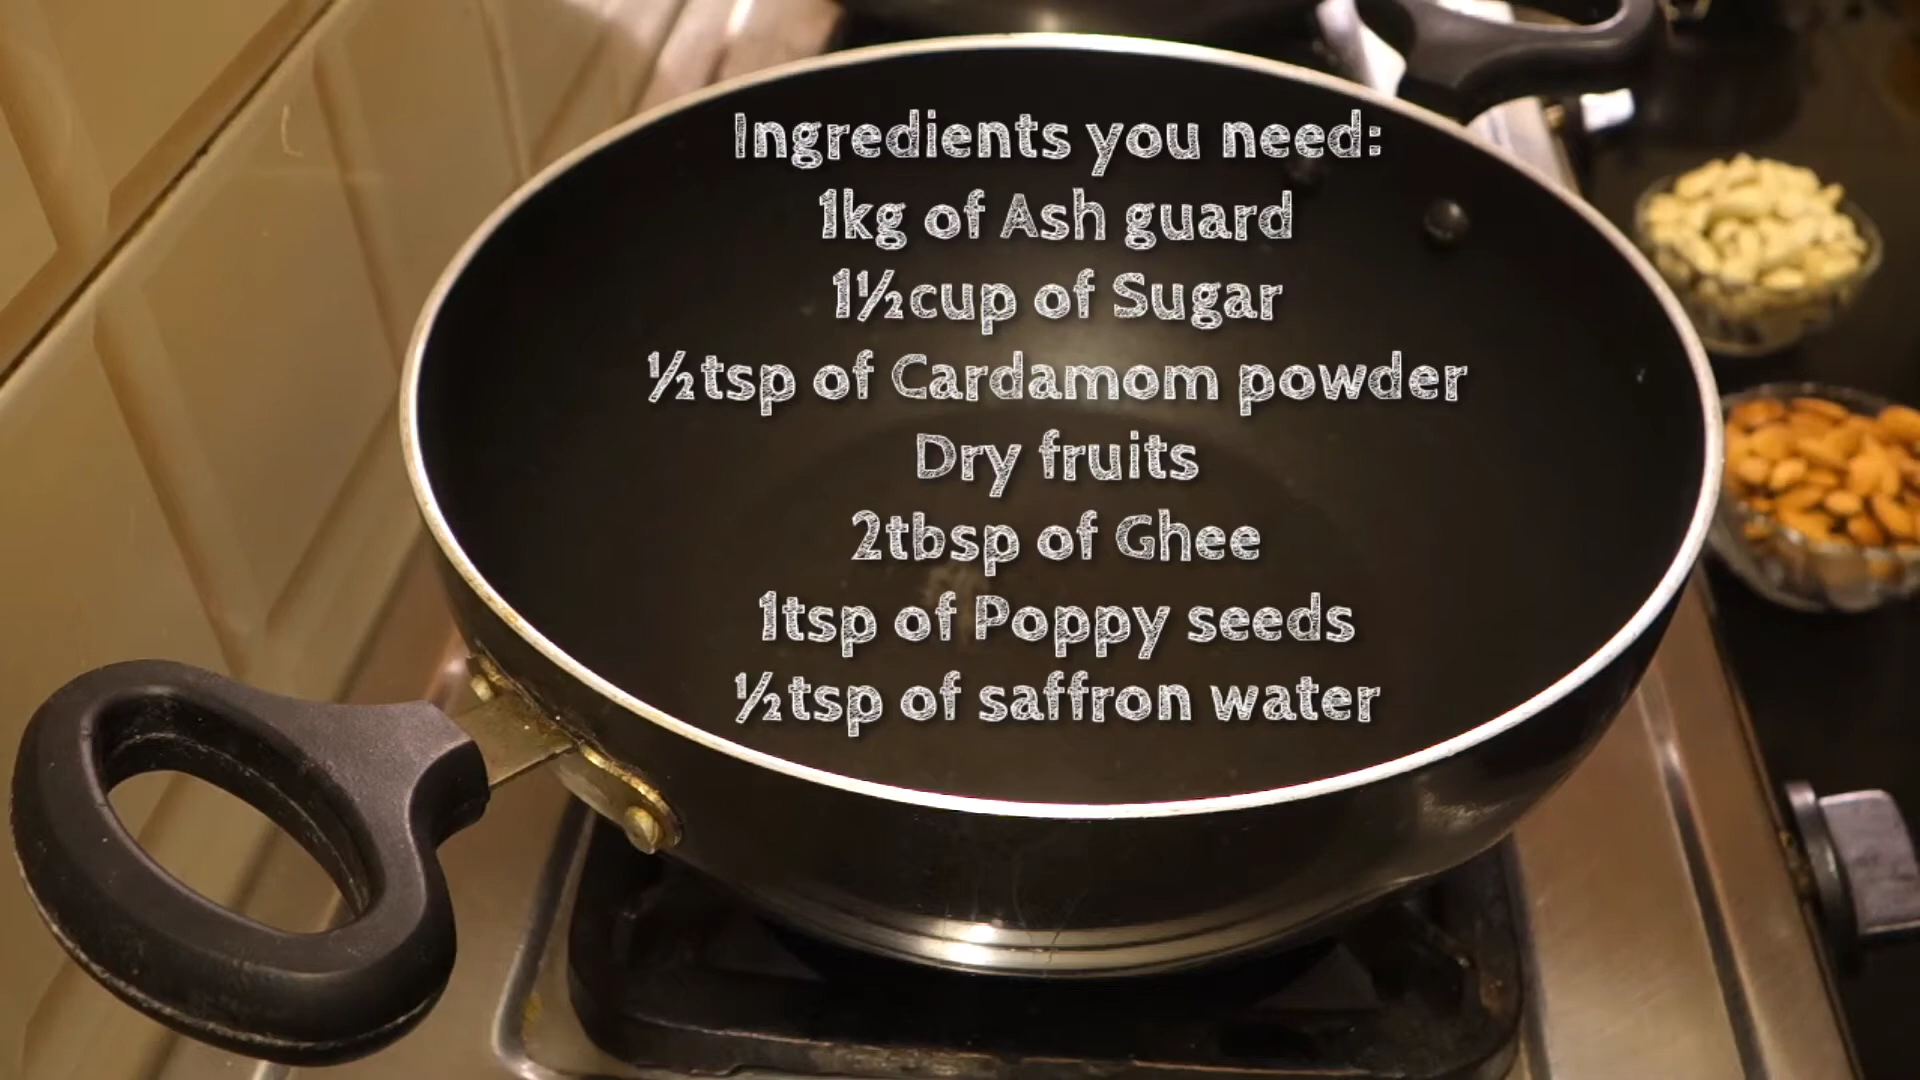 Ingredients you need:
1kg of Ash guard
1½cup of Sugar
½tsp of Cardamom powder
Dry fruits
2tbsp of Ghee
1tsp of Poppy seeds
½tsp of saffron water